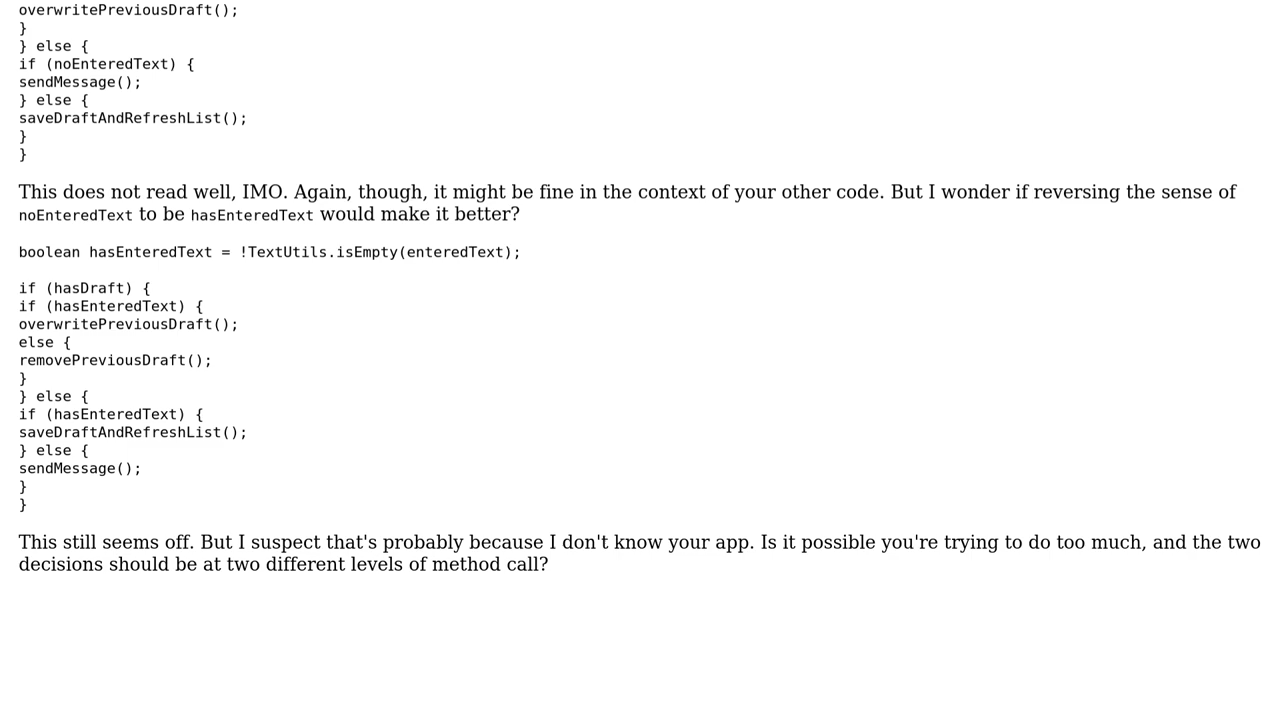 overwritePreviousDraft();
}
} else {
if (noEnteredText) {
sendMessage();
} else {
saveDraftAndRefreshList();
}
}
This does not read well, IMO. Again, though, it might be fine in the context of your other code. But I wonder if reversing the sense of
noEnteredText to be hasEnteredText would make it better?
boolean hasEnteredText = !TextUtils.isEmpty(enteredText);
if (hasDraft) {
if (hasEnteredText) {
overwritePreviousDraft();
else {
removePreviousDraft();
}
} else {
if (hasEnteredText) {
saveDraftAndRefreshList();
} else {
sendMessage();
}
}
This still seems off. But I suspect that's probably because I don't know your app. Is it possible you're trying to do too much, and the two
decisions should be at two different levels of method call?